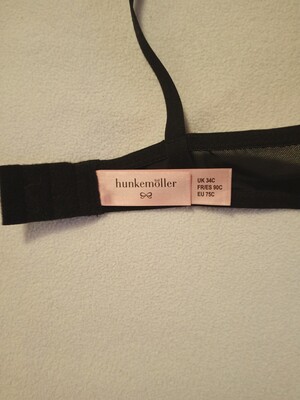 hunkemöller
UK 34C
FR/ES 90C
EU 75C